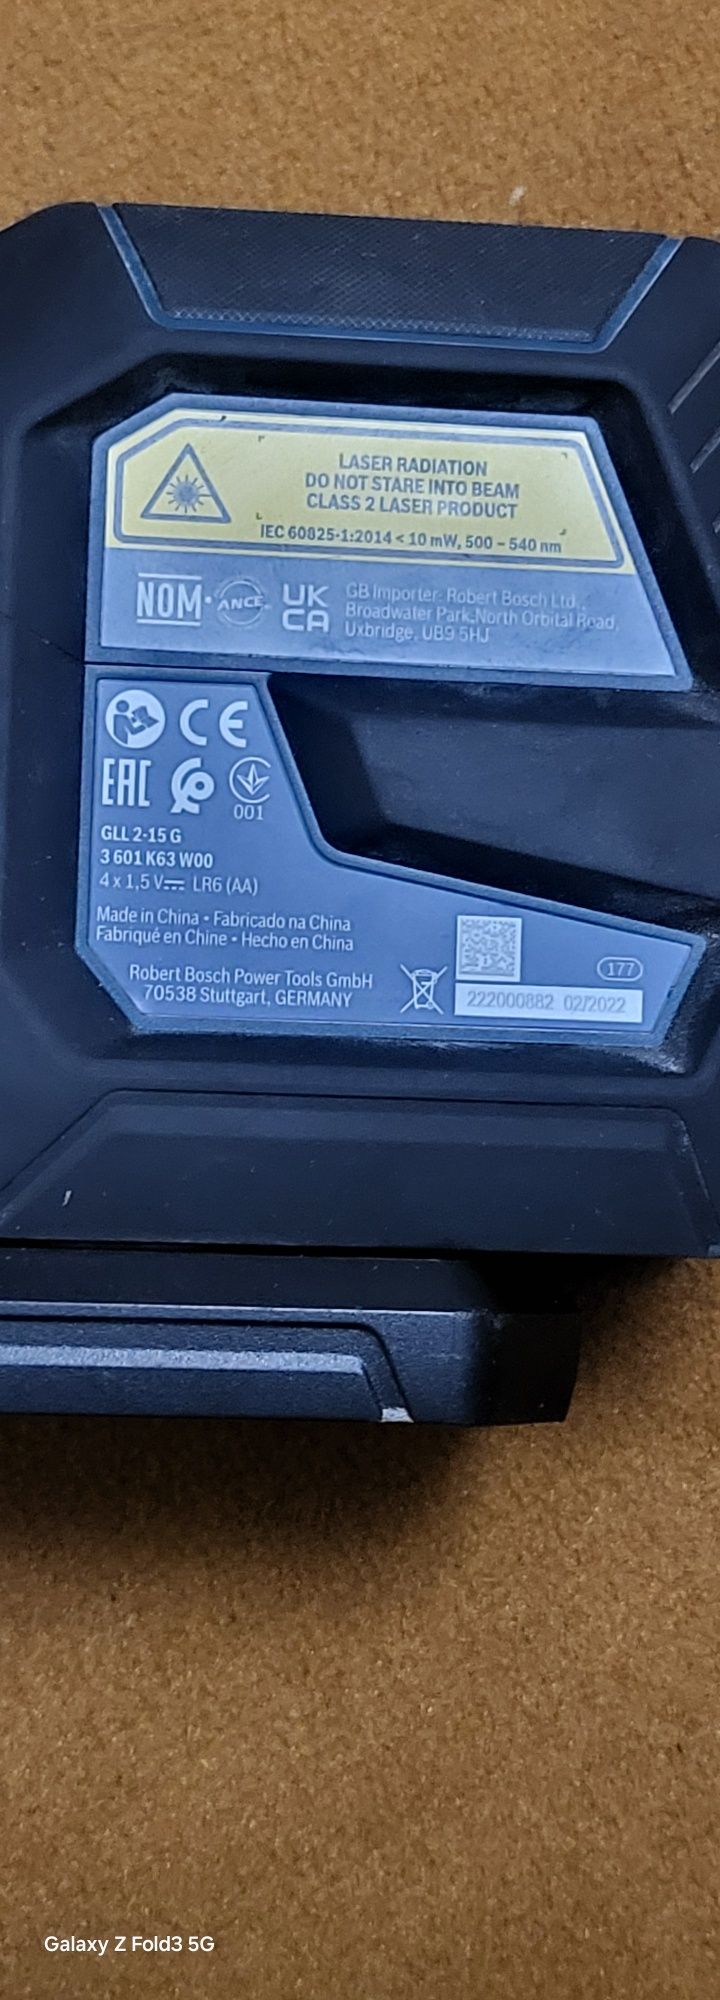 LASER RADIATION
DO NOT STARE INTO BEAM
CLASS 2 LASER PRODUCT
IEC 60825-1:2014 < 10 mW, 500 – 540 nm
NOM · ANCE UK CA
GB Importer: Robert Bosch Ltd.,
Broadwater Park,North Orbital Road,
Uxbridge, UB9 5HJ
CE
EAC
001
GLL 2-15 G
3 601 K63 W00
4 x 1,5 V⎓ LR6 (AA)
Made in China • Fabricado na China
Fabriqué en Chine • Hecho en China
Robert Bosch Power Tools GmbH
70538 Stuttgart, GERMANY
177
222000882 02/2022
Galaxy Z Fold3 5G